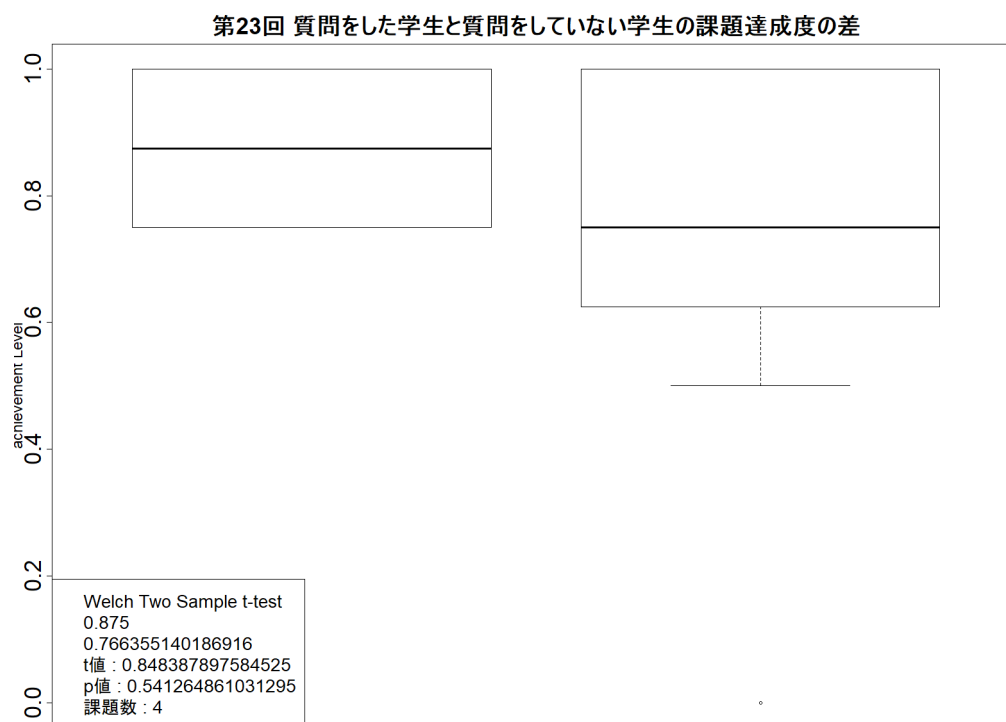 第23回 質問をした学生と質問をしていない学生の課題達成度の差
1.0
0.8
0.6
0.4
0.2
0.0
achievement Level
Welch Two Sample t-test
0.875
0.766355140186916
t値 : 0.848387897584525
p値 : 0.541264861031295
課題数 : 4